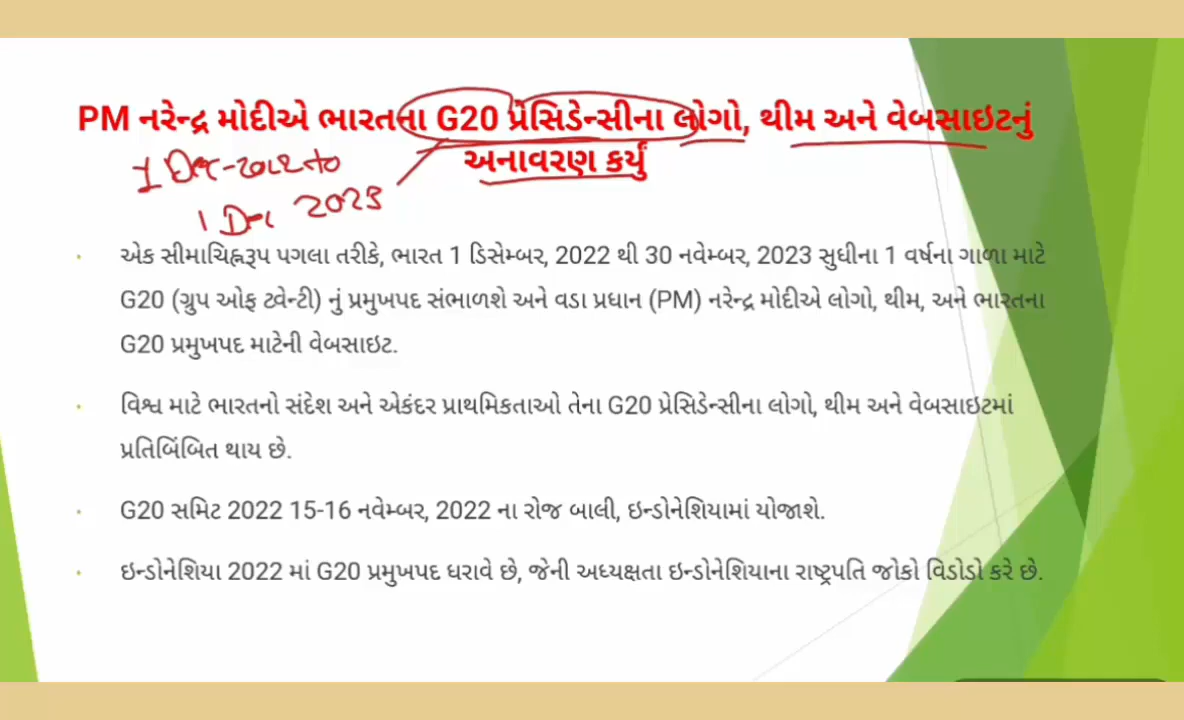 PM નરેન્દ્ર મોદીએ ભારતના G20 પ્રેસિડેન્સીના લોગો, થીમ અને વેબસાઇટનું
અનાવરણ કર્યું
1 Dec-2022 to
1 Dec 2023
• એક સીમાચિહ્નરૂપ પગલા તરીકે, ભારત 1 ડિસેમ્બર, 2022 થી 30 નવેમ્બર, 2023 સુધીના 1 વર્ષના ગાળા માટે
G20 (ગ્રુપ ઓફ ટ્વેન્ટી) નું પ્રમુખપદ સંભાળશે અને વડા પ્રધાન (PM) નરેન્દ્ર મોદીએ લોગો, થીમ, અને ભારતના
G20 પ્રમુખપદ માટેની વેબસાઇટ.
• વિશ્વ માટે ભારતનો સંદેશ અને એકંદર પ્રાથમિકતાઓ તેના G20 પ્રેસિડેન્સીના લોગો, થીમ અને વેબસાઇટમાં
પ્રતિબિંબિત થાય છે.
• G20 સમિટ 2022 15-16 નવેમ્બર, 2022 ના રોજ બાલી, ઇન્ડોનેશિયામાં યોજાશે.
• ઇન્ડોનેશિયા 2022 માં G20 પ્રમુખપદ ધરાવે છે, જેની અધ્યક્ષતા ઇન્ડોનેશિયાના રાષ્ટ્રપતિ જોકો વિડોડો કરે છે.